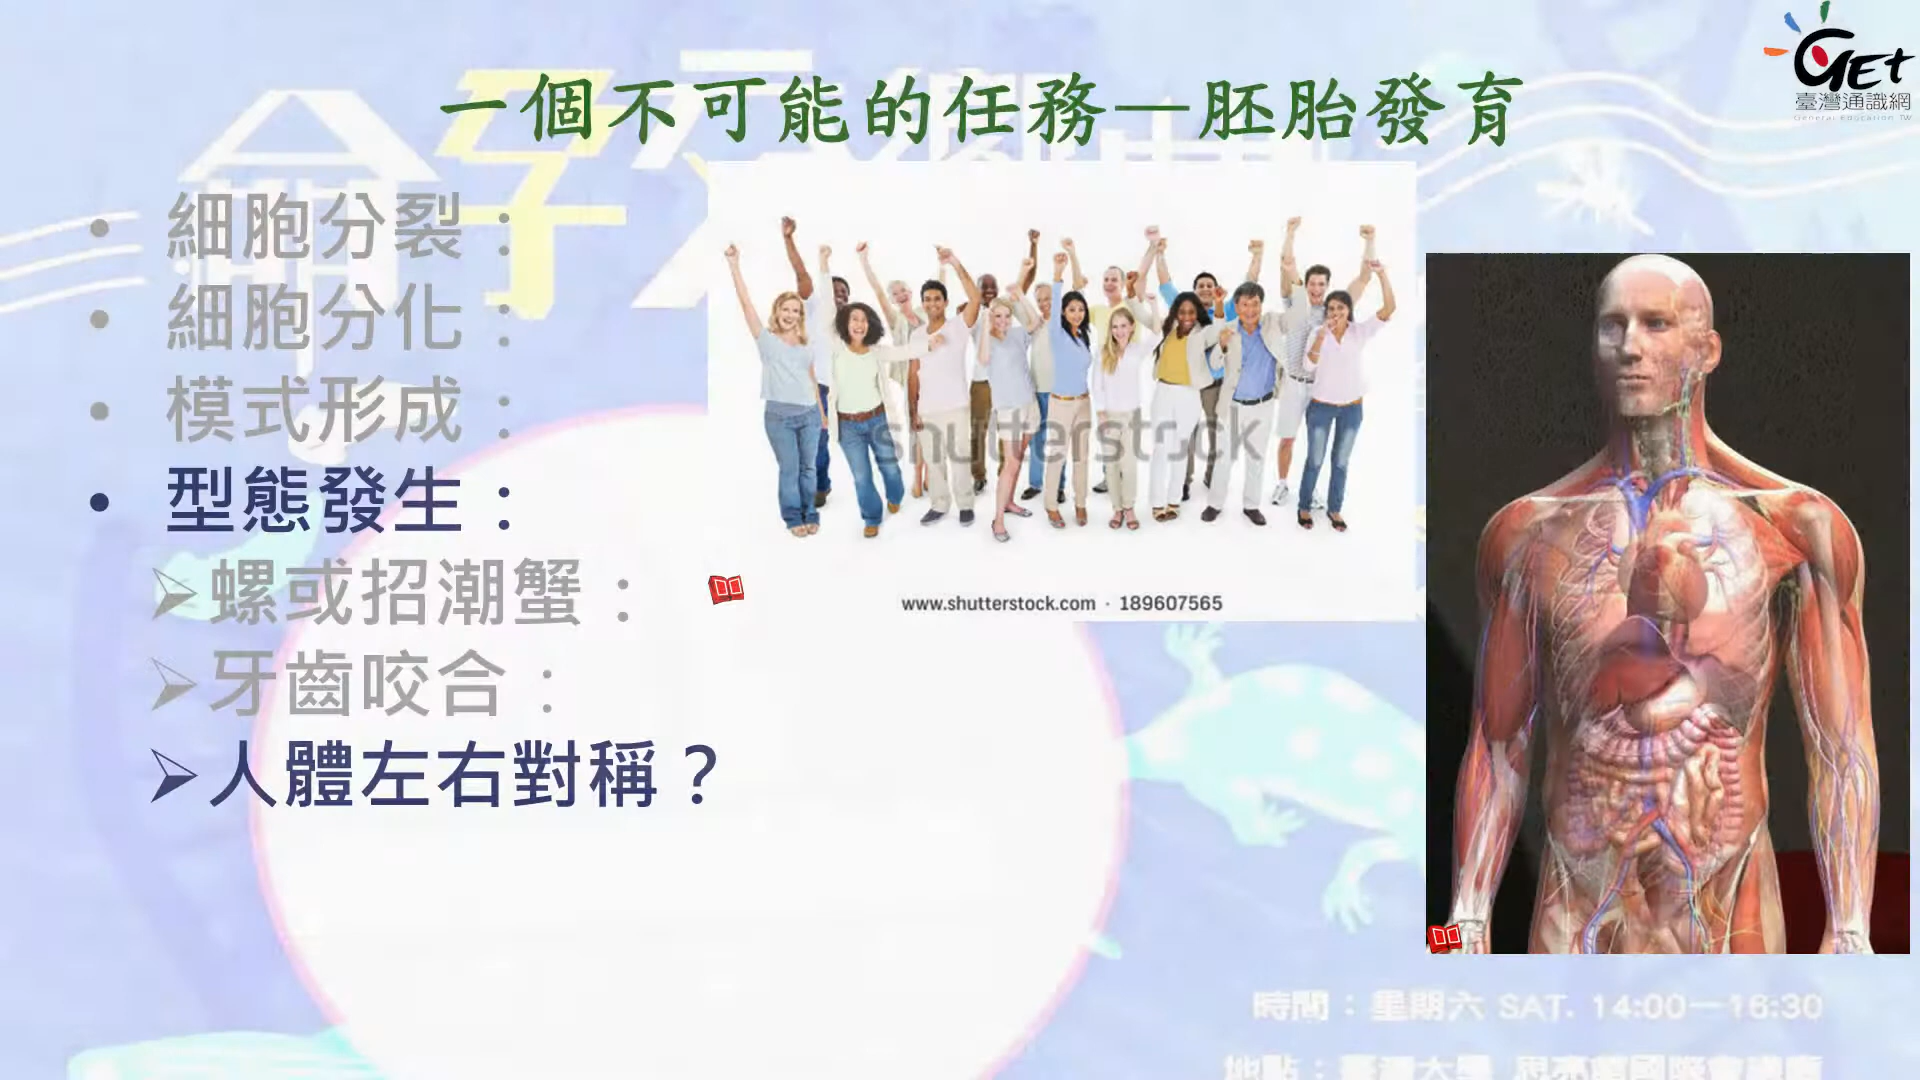 一個不可能的任務—胚胎發育
GET
臺灣通識網
General Education TW
• 細胞分裂：
• 細胞分化：
• 模式形成：
• 型態發生：
➢螺或招潮蟹：
➢牙齒咬合：
➢人體左右對稱？
shutterstock
www.shutterstock.com · 189607565
時間：星期六 SAT. 14:00—16:30